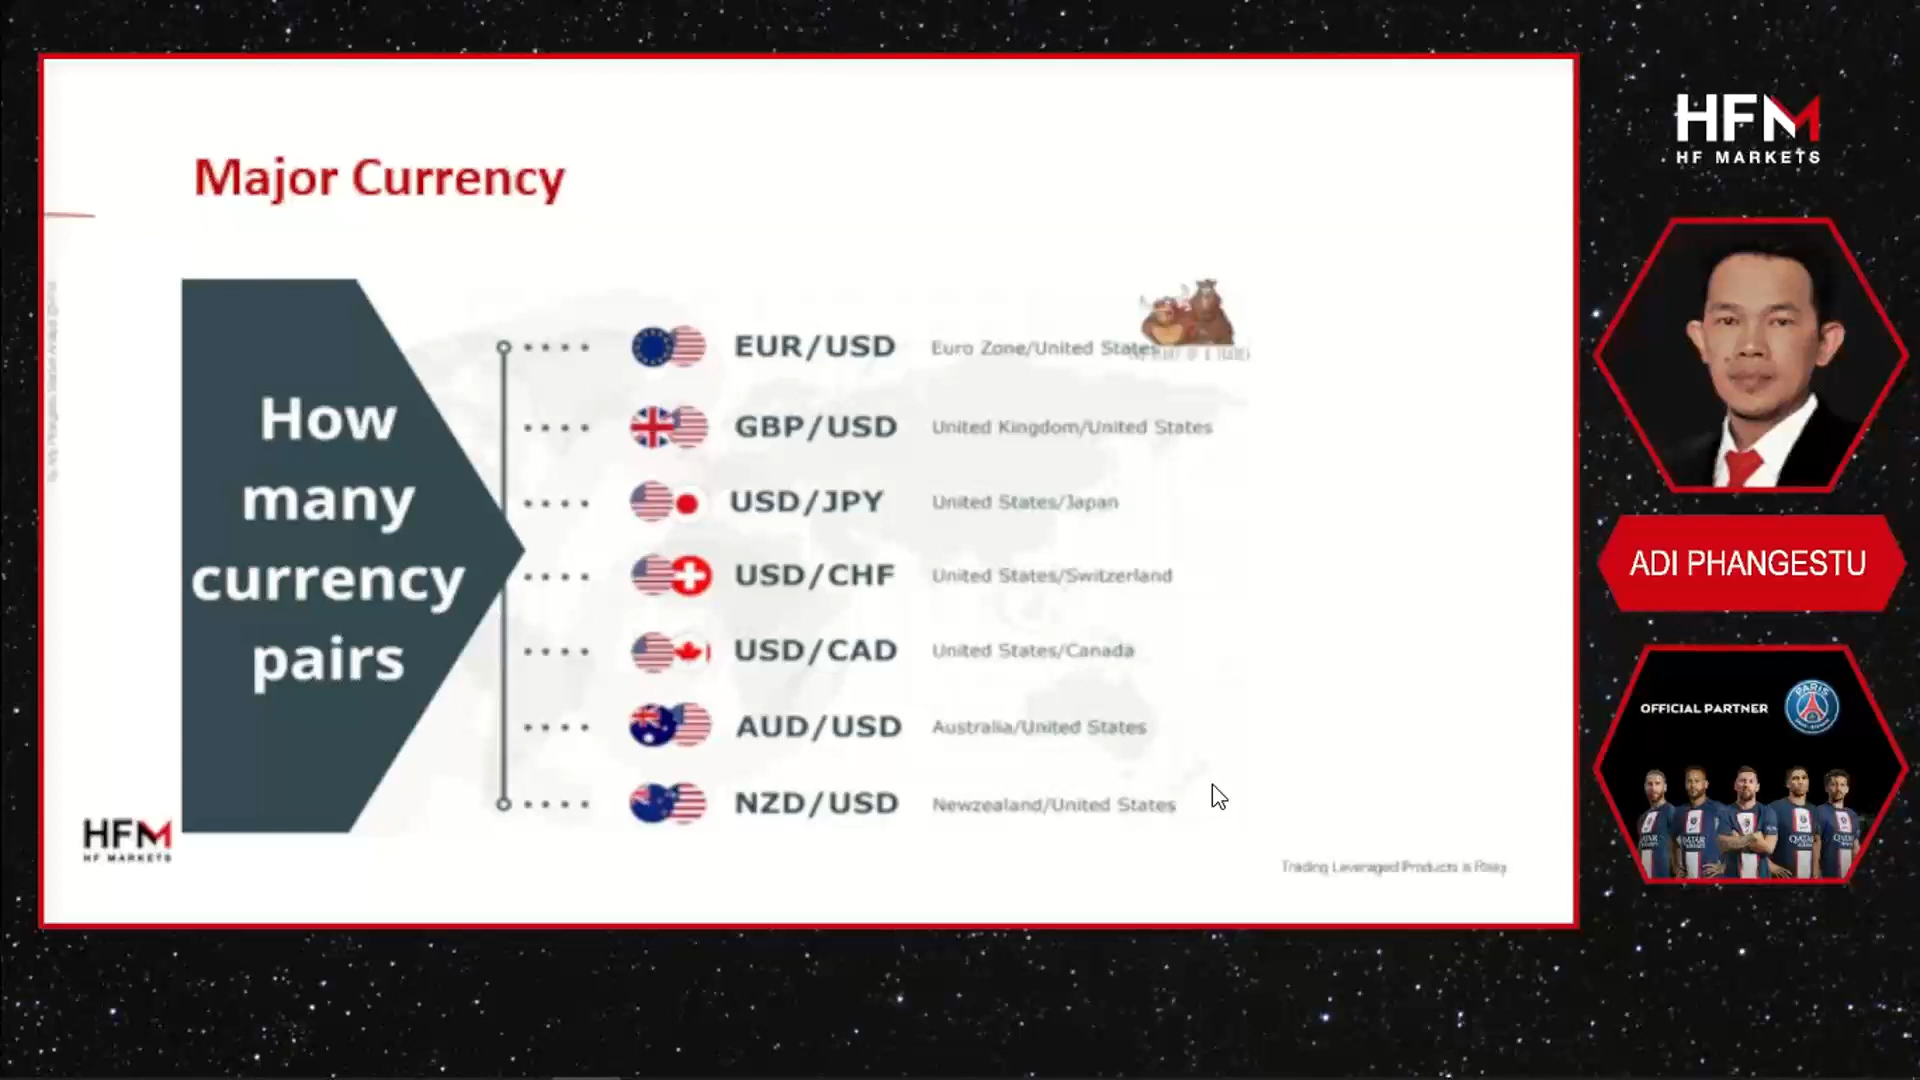 Major Currency
How
many
currency
pairs
EUR/USD Euro Zone/United States
GBP/USD United Kingdom/United States
USD/JPY United States/Japan
USD/CHF United States/Switzerland
USD/CAD United States/Canada
AUD/USD Australia/United States
NZD/USD Newzealand/United States
HFM
HF MARKETS
Trading Leveraged Products is Risky
HFM
HF MARKETS
ADI PHANGESTU
OFFICIAL PARTNER
PARIS